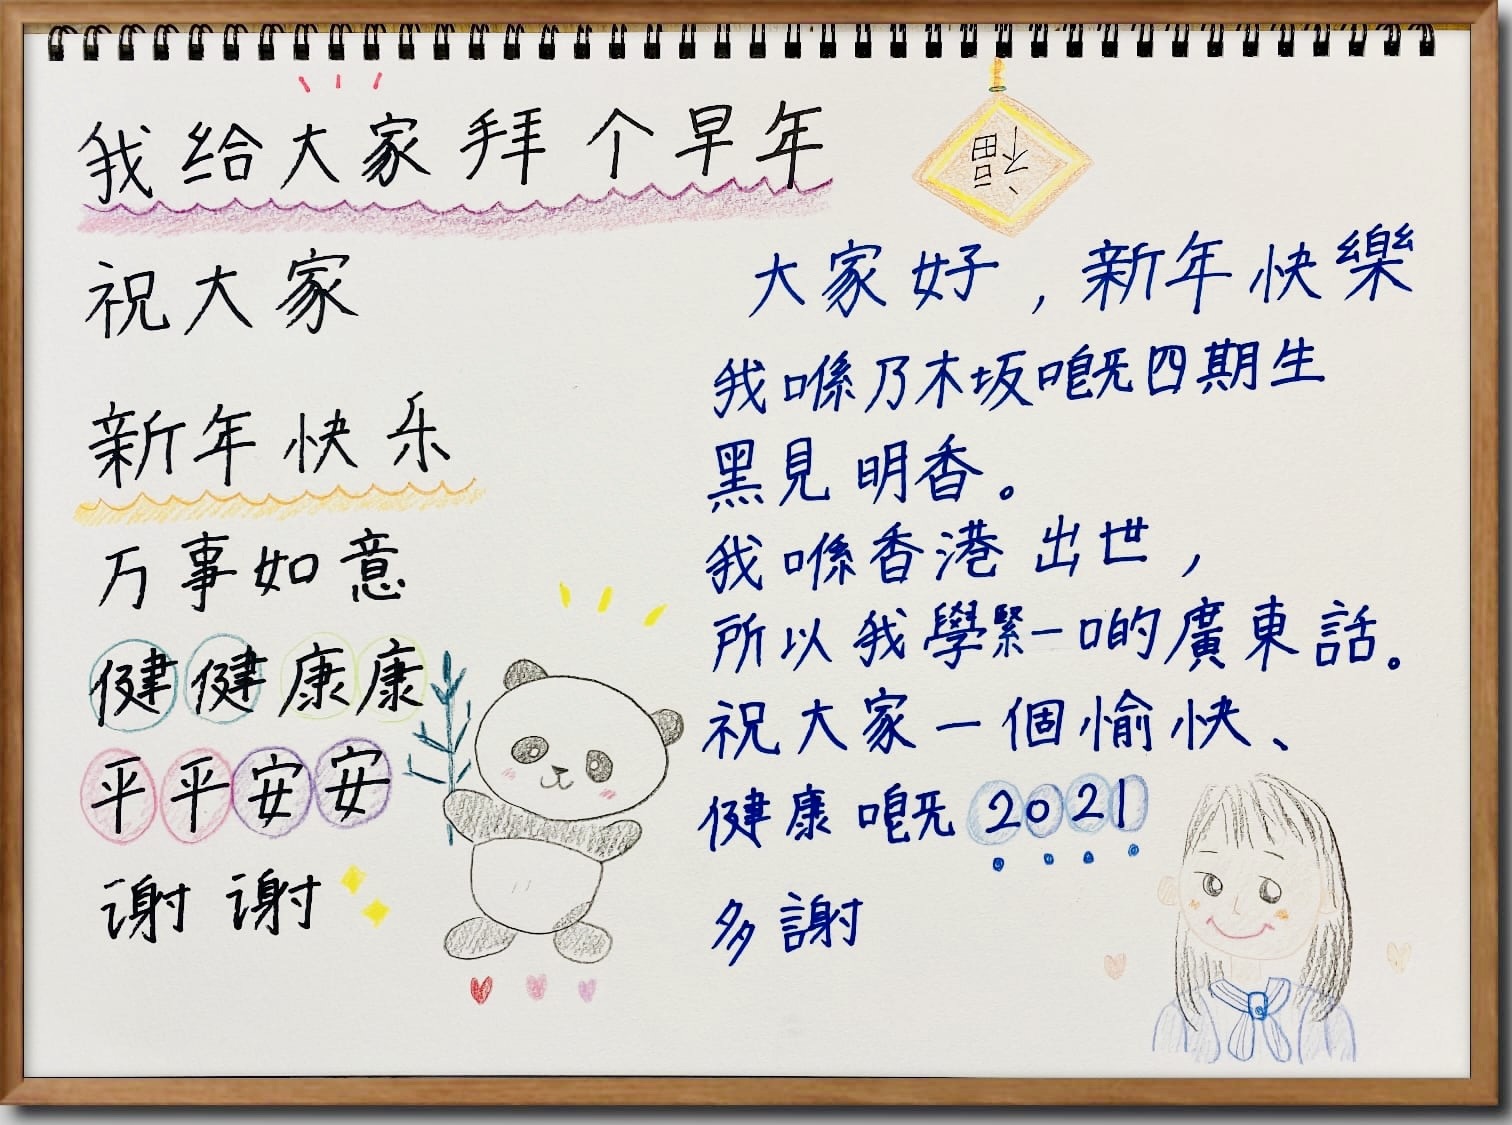 我给大家拜个早年
祝大家
新年快乐
万事如意
健健康康
平平安安
谢谢
福
大家好,新年快樂
我喺乃木坂嘅四期生
黑見明香。
我喺香港出世,
所以我學緊一啲廣東話。
祝大家一個愉快、
健康嘅2021
多謝